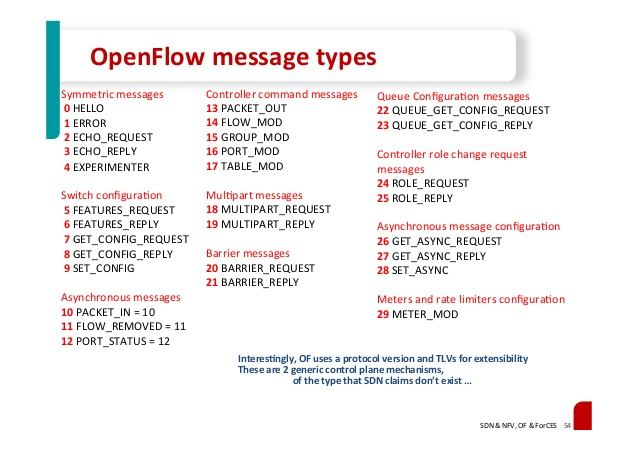 OpenFlow message types
Symmetric messages
0 HELLO
1 ERROR
2 ECHO_REQUEST
3 ECHO_REPLY
4 EXPERIMENTER
Switch configuration
5 FEATURES_REQUEST
6 FEATURES_REPLY
7 GET_CONFIG_REQUEST
8 GET_CONFIG_REPLY
9 SET_CONFIG
Asynchronous messages
10 PACKET_IN = 10
11 FLOW_REMOVED = 11
12 PORT_STATUS = 12
Controller command messages
13 PACKET_OUT
14 FLOW_MOD
15 GROUP_MOD
16 PORT_MOD
17 TABLE_MOD
Multipart messages
18 MULTIPART_REQUEST
19 MULTIPART_REPLY
Barrier messages
20 BARRIER_REQUEST
21 BARRIER_REPLY
Queue Configuration messages
22 QUEUE_GET_CONFIG_REQUEST
23 QUEUE_GET_CONFIG_REPLY
Controller role change request
messages
24 ROLE_REQUEST
25 ROLE_REPLY
Asynchronous message configuration
26 GET_ASYNC_REQUEST
27 GET_ASYNC_REPLY
28 SET_ASYNC
Meters and rate limiters configuration
29 METER_MOD
Interestingly, OF uses a protocol version and TLVs for extensibility
These are 2 generic control plane mechanisms,
of the type that SDN claims don't exist …
SDN & NFV, OF & ForCES 54